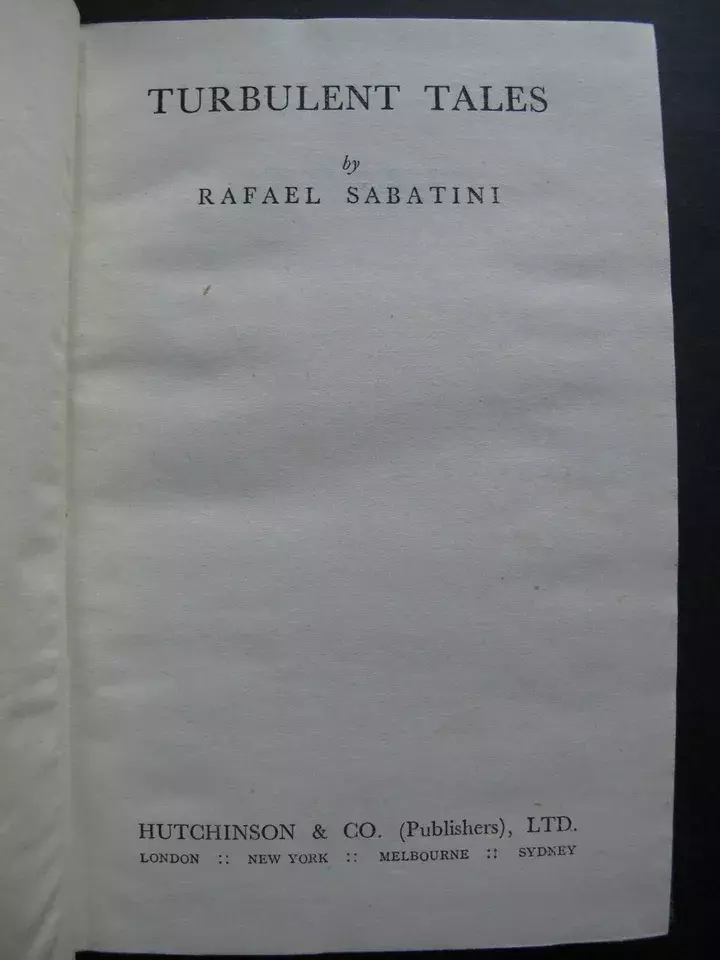 TURBULENT TALES
by
RAFAEL SABATINI
HUTCHINSON & CO. (Publishers), LTD.
LONDON :: NEW YORK :: MELBOURNE :: SYDNEY